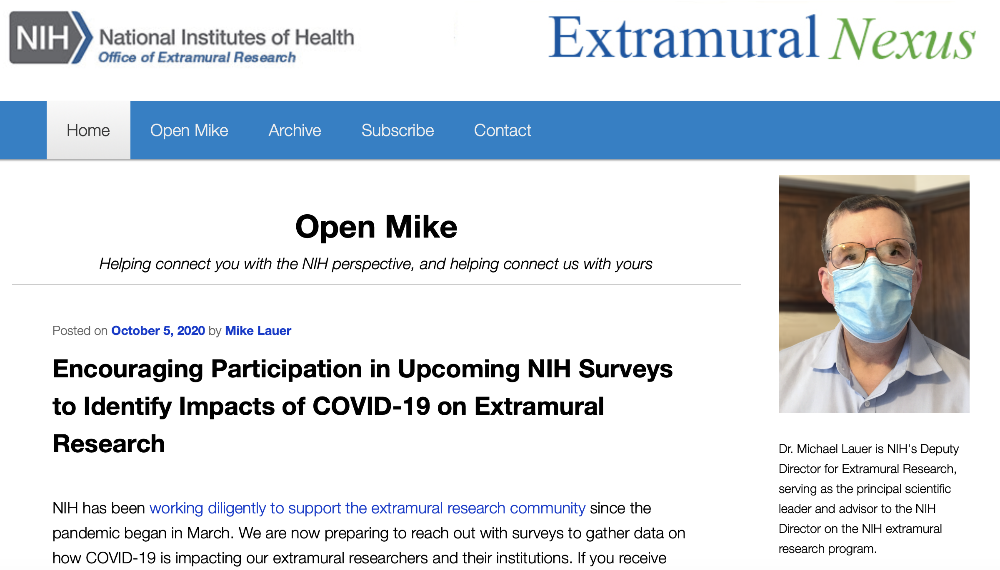 NIH National Institutes of Health
Office of Extramural Research
Extramural Nexus
Home Open Mike Archive Subscribe Contact
Open Mike
Helping connect you with the NIH perspective, and helping connect us with yours
Posted on October 5, 2020 by Mike Lauer
Encouraging Participation in Upcoming NIH Surveys
to Identify Impacts of COVID-19 on Extramural
Research
NIH has been working diligently to support the extramural research community since the
pandemic began in March. We are now preparing to reach out with surveys to gather data on
how COVID-19 is impacting our extramural researchers and their institutions. If you receive
Dr. Michael Lauer is NIH's Deputy
Director for Extramural Research,
serving as the principal scientific
leader and advisor to the NIH
Director on the NIH extramural
research program.